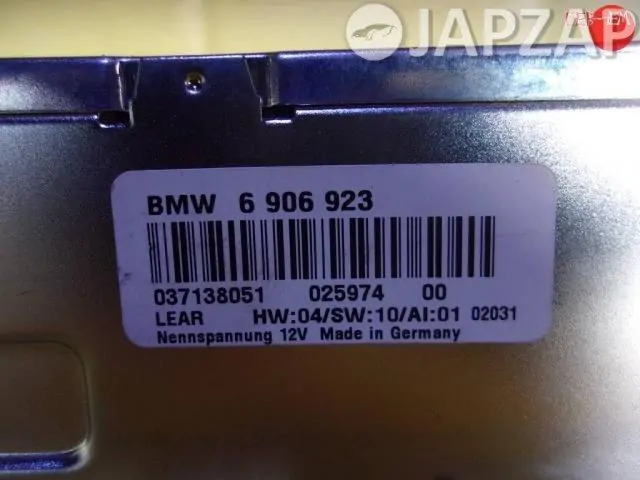 JAPZAP
BMW 6 906 923
037138051 025974 00
LEAR HW:04/SW:10/AI:01 02031
Nennspannung 12V Made in Germany